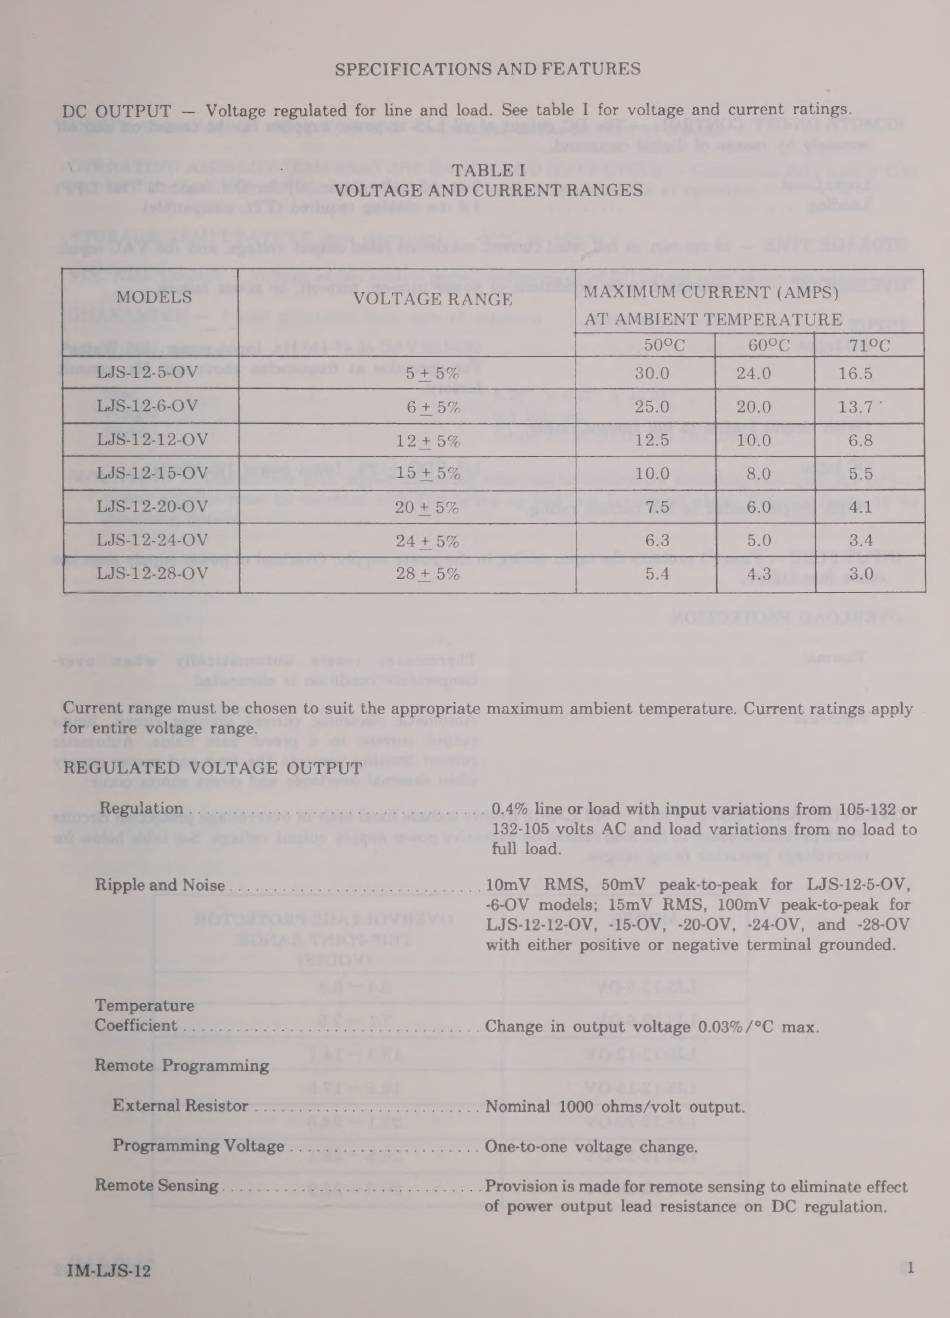 SPECIFICATIONS AND FEATURES
DC OUTPUT — Voltage regulated for line and load. See table I for voltage and current ratings.
TABLE I
VOLTAGE AND CURRENT RANGES
MODELS VOLTAGE RANGE MAXIMUM CURRENT (AMPS)
AT AMBIENT TEMPERATURE
50°C 60°C 71°C
LJS-12-5-OV 5 ± 5% 30.0 24.0 16.5
LJS-12-6-OV 6 ± 5% 25.0 20.0 13.7
LJS-12-12-OV 12 ± 5% 12.5 10.0 6.8
LJS-12-15-OV 15 ± 5% 10.0 8.0 5.5
LJS-12-20-OV 20 ± 5% 7.5 6.0 4.1
LJS-12-24-OV 24 ± 5% 6.3 5.0 3.4
LJS-12-28-OV 28 ± 5% 5.4 4.3 3.0
Current range must be chosen to suit the appropriate maximum ambient temperature. Current ratings apply
for entire voltage range.
REGULATED VOLTAGE OUTPUT
Regulation .................................. 0.4% line or load with input variations from 105-132 or
132-105 volts AC and load variations from no load to
full load.
Ripple and Noise ............................ 10mV RMS, 50mV peak-to-peak for LJS-12-5-OV,
-6-OV models; 15mV RMS, 100mV peak-to-peak for
LJS-12-12-OV, -15-OV, -20-OV, -24-OV, and -28-OV
with either positive or negative terminal grounded.
Temperature
Coefficient ................................. Change in output voltage 0.03%/°C max.
Remote Programming
External Resistor ......................... Nominal 1000 ohms/volt output.
Programming Voltage ..................... One-to-one voltage change.
Remote Sensing ............................. Provision is made for remote sensing to eliminate effect
of power output lead resistance on DC regulation.
IM-LJS-12 1